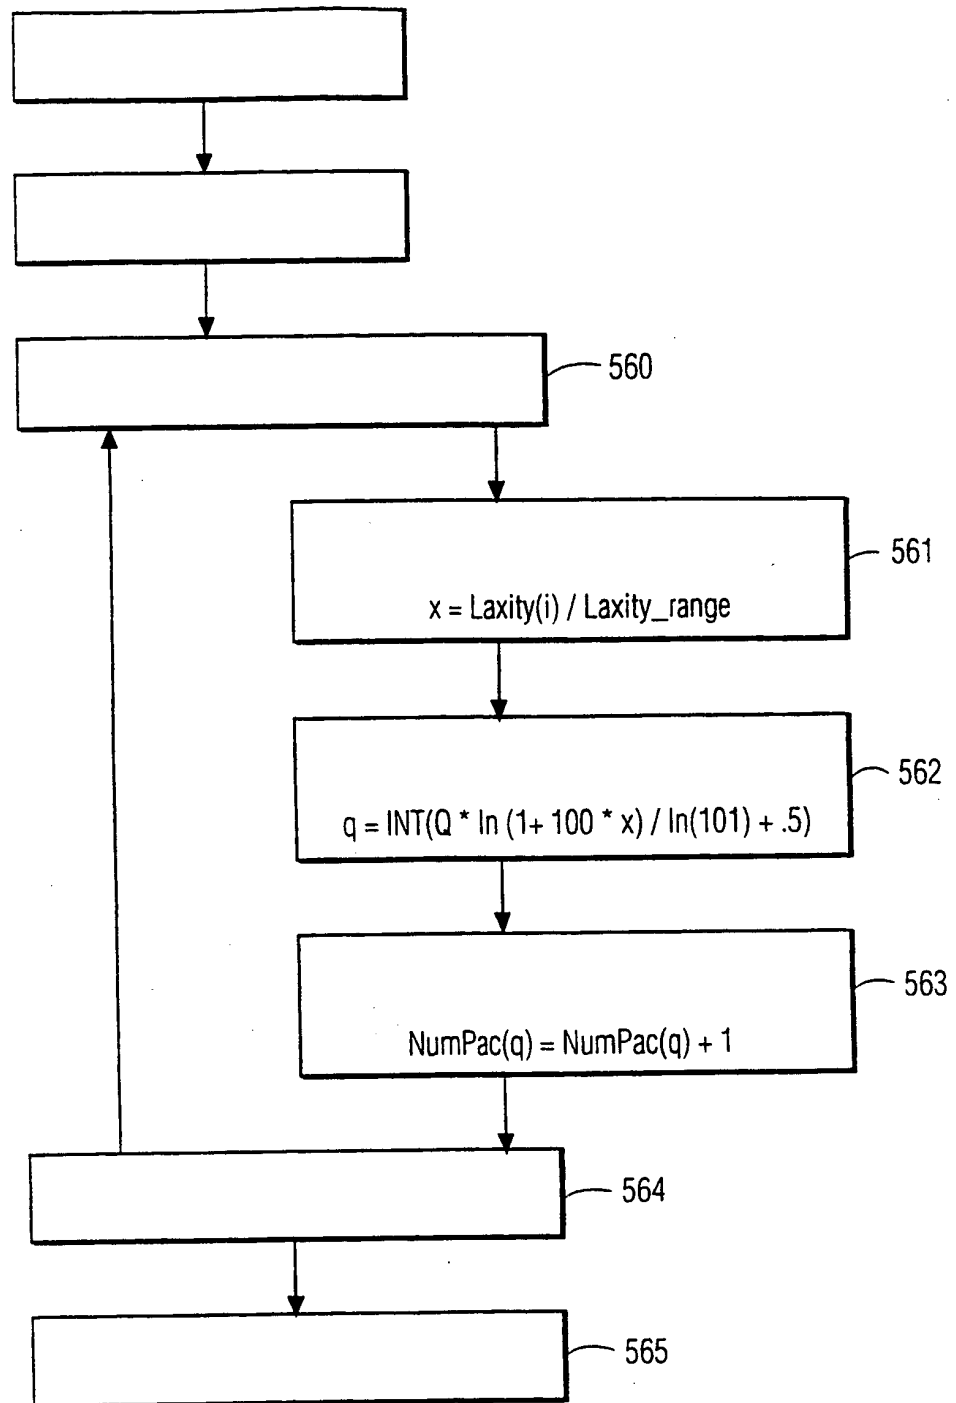 560
561
x = Laxity(i) / Laxity_range
562
q = INT(Q * ln (1+ 100 * x) / ln(101) + .5)
563
NumPac(q) = NumPac(q) + 1
564
565